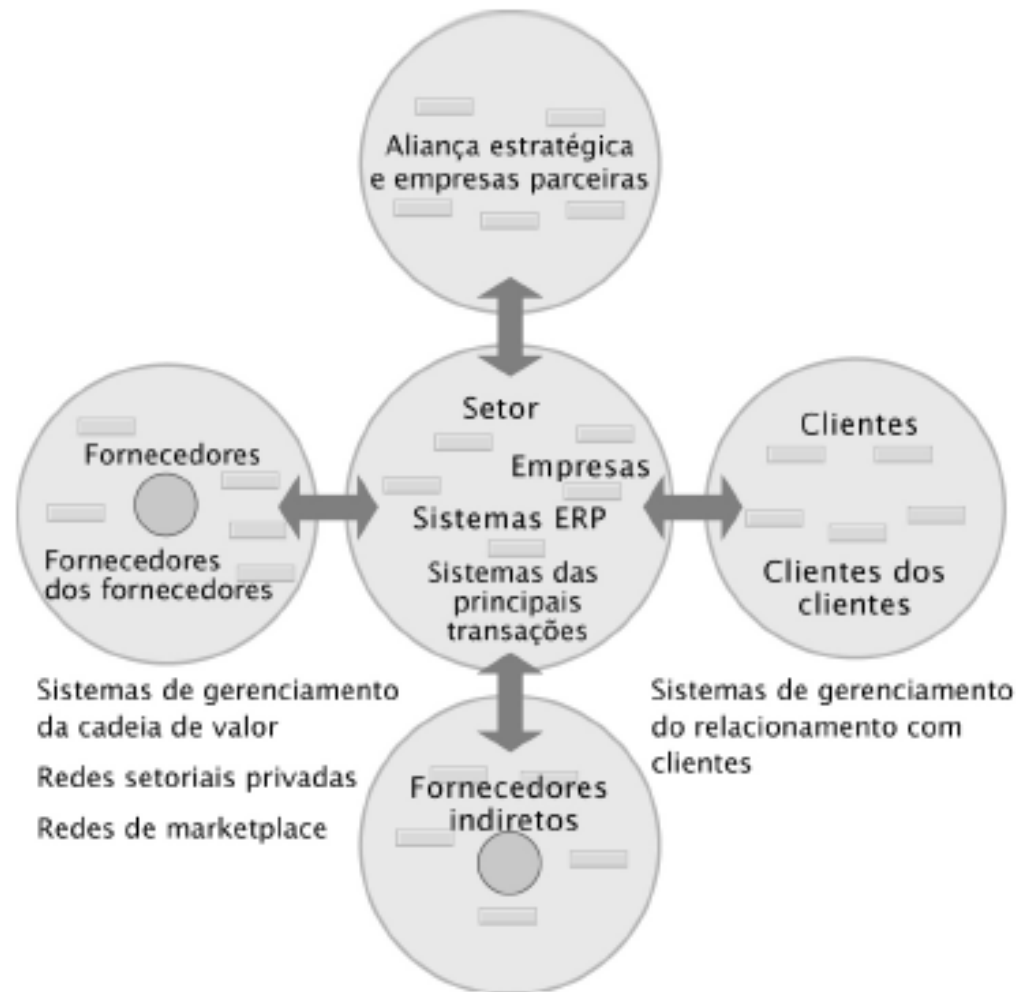 Aliança estratégica
e empresas parceiras
Setor
Empresas
Sistemas ERP
Sistemas das
principais
transações
Fornecedores
Fornecedores
dos fornecedores
Clientes
Clientes dos
clientes
Sistemas de gerenciamento
da cadeia de valor
Redes setoriais privadas
Redes de marketplace
Sistemas de gerenciamento
do relacionamento com
clientes
Fornecedores
indiretos